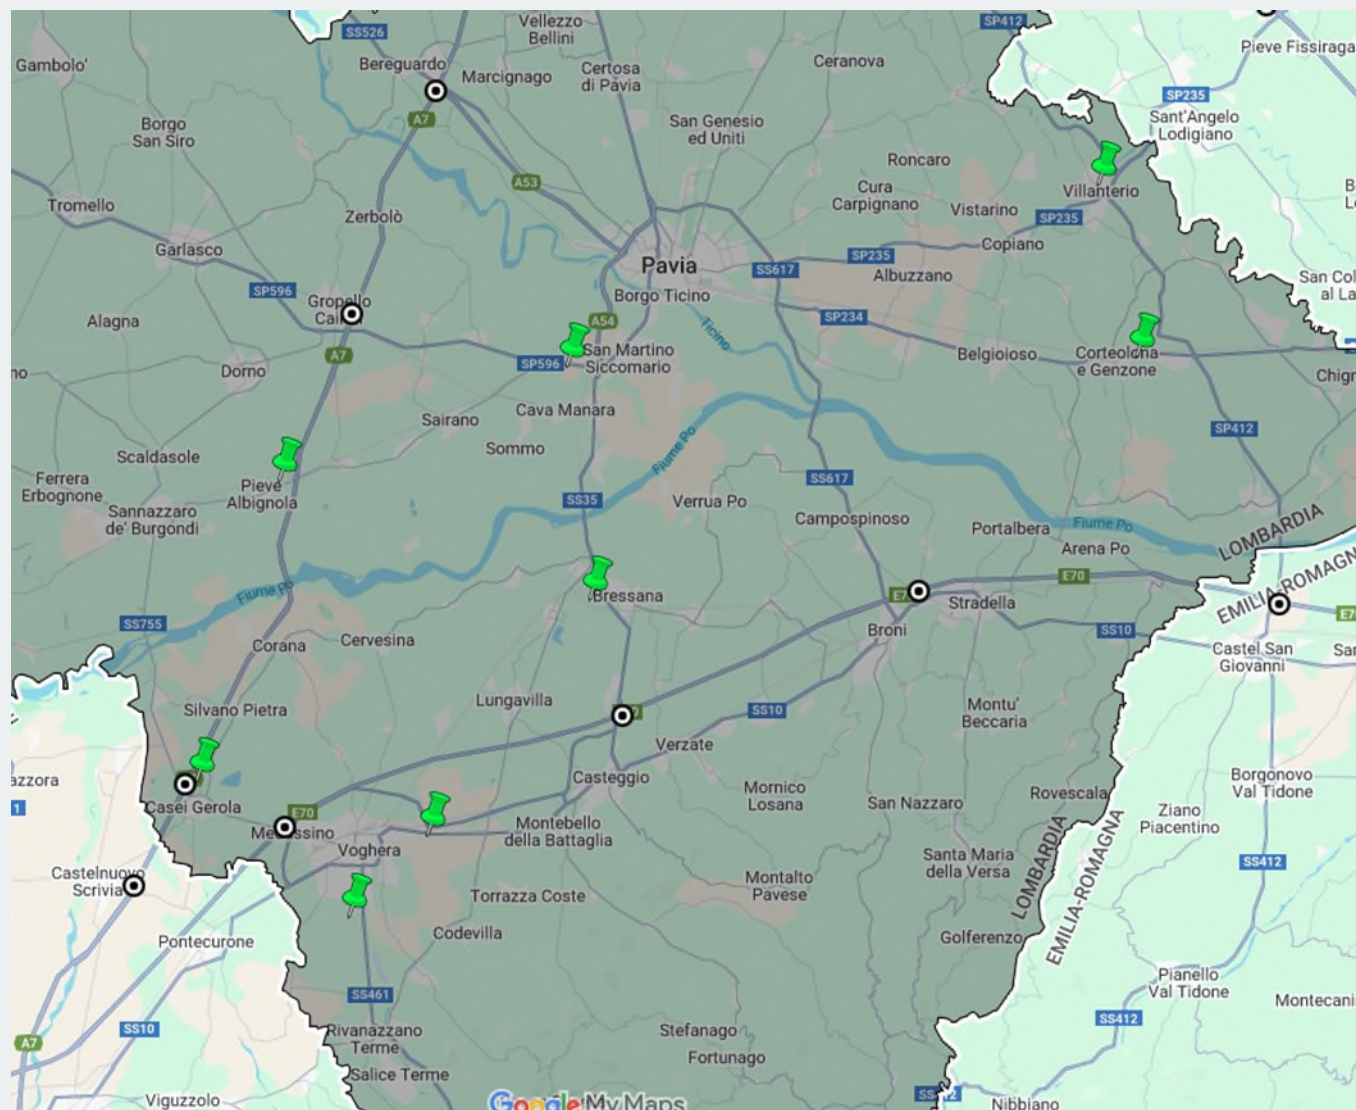 SS526
Vellezzo
Bellini
SP412
Pieve Fissiraga
Gambolo'
Bereguardo
Marcignago
Certosa
di Pavia
Ceranova
SP235
A7
Borgo
San Siro
San Genesio
ed Uniti
Sant'Angelo
Lodigiano
Roncaro
A53
Cura
Carpignano
Villanterio
Tromello
Zerbolò
Vistarino
SP235
Garlasco
Copiano
SP235
Pavia
SS617
Albuzzano
San Col
al La
SP596
Gropello
Borgo Ticino
Alagna
A54
Ticino
SP234
A7
San Martino
Siccomario
SP596
Belgioioso
Corteolona
e Genzone
Dorno
Chigr
Cava Manara
Sairano
SP412
Scaldasole
Sommo
Fiume Po
Ferrera
Erbognone
Pieve
Albignola
SS617
SS35
Verrua Po
Sannazzaro
de' Burgondi
Campospinoso
Portalbera
Fiume Po
LOMBARDIA
Arena Po
Fiume Po
E70
EMILIA-ROMAGN
Bressana
Stradella
SS755
Broni
SS10
Corana
Cervesina
Castel San
Giovanni
Silvano Pietra
Lungavilla
SS10
Montu'
Beccaria
Verzate
azzora
Casteggio
Borgonovo
Val Tidone
1
Casei Gerola
E70
Mornico
Losana
San Nazzaro
Rovescala
Ziano
Piacentino
Voghera
Montebello
della Battaglia
LOMBARDIA
EMILIA-ROMAGNA
Santa Maria
della Versa
SS412
Castelnuovo
Scrivia
Torrazza Coste
Montalto
Pavese
Codevilla
Golferenzo
Pontecurone
Pianello
Val Tidone
SS461
Montecani
SS10
Rivanazzano
Terme
Stefanago
SS412
A7
Fortunago
Salice Terme
Viguzzolo
Google My Maps
Nibbiano